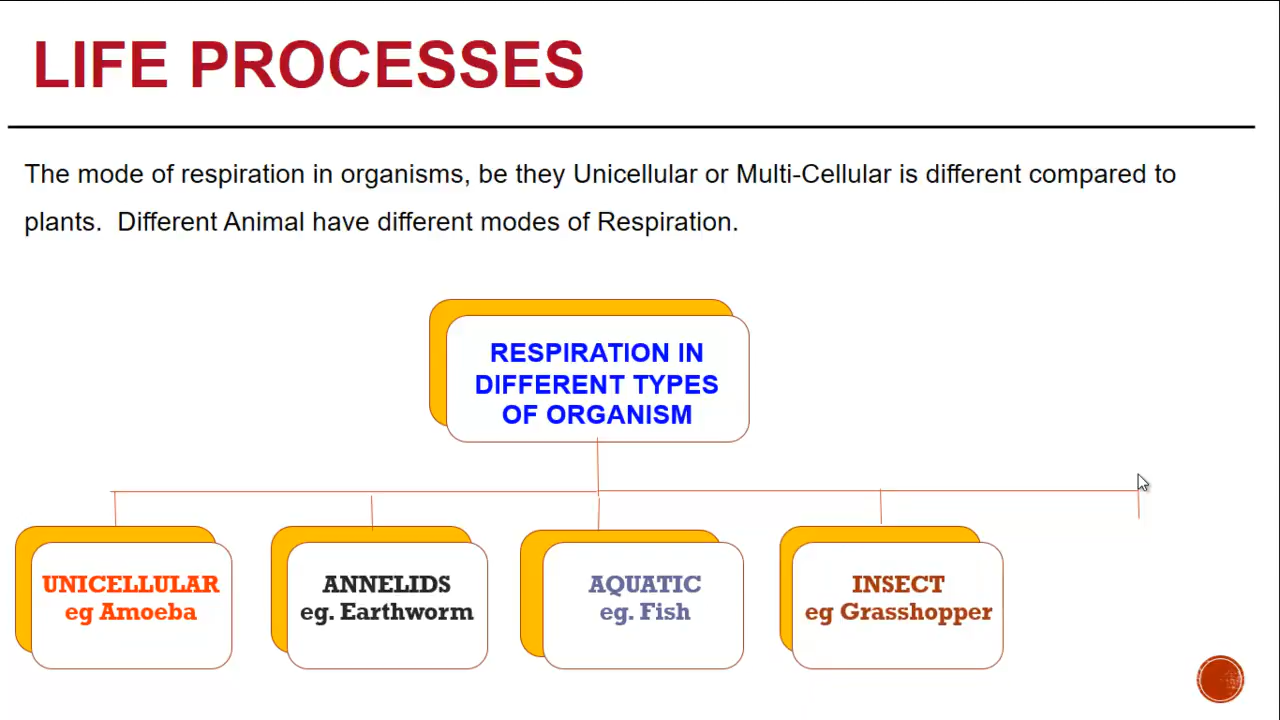 LIFE PROCESSES
The mode of respiration in organisms, be they Unicellular or Multi-Cellular is different compared to
plants.  Different Animal have different modes of Respiration.
RESPIRATION IN
DIFFERENT TYPES
OF ORGANISM
UNICELLULAR
eg Amoeba
ANNELIDS
eg. Earthworm
AQUATIC
eg. Fish
INSECT
eg Grasshopper